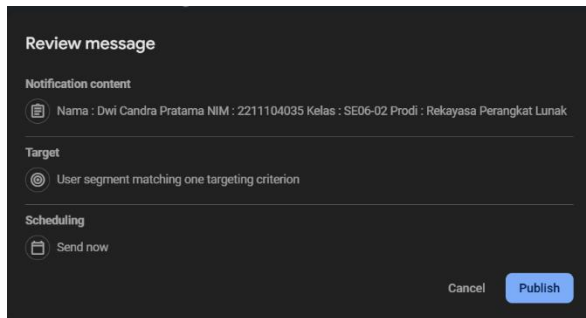 Review message
Notification content
Nama : Dwi Candra Pratama NIM : 2211104035 Kelas : SE06-02 Prodi : Rekayasa Perangkat Lunak
Target
User segment matching one targeting criterion
Scheduling
Send now
Cancel
Publish